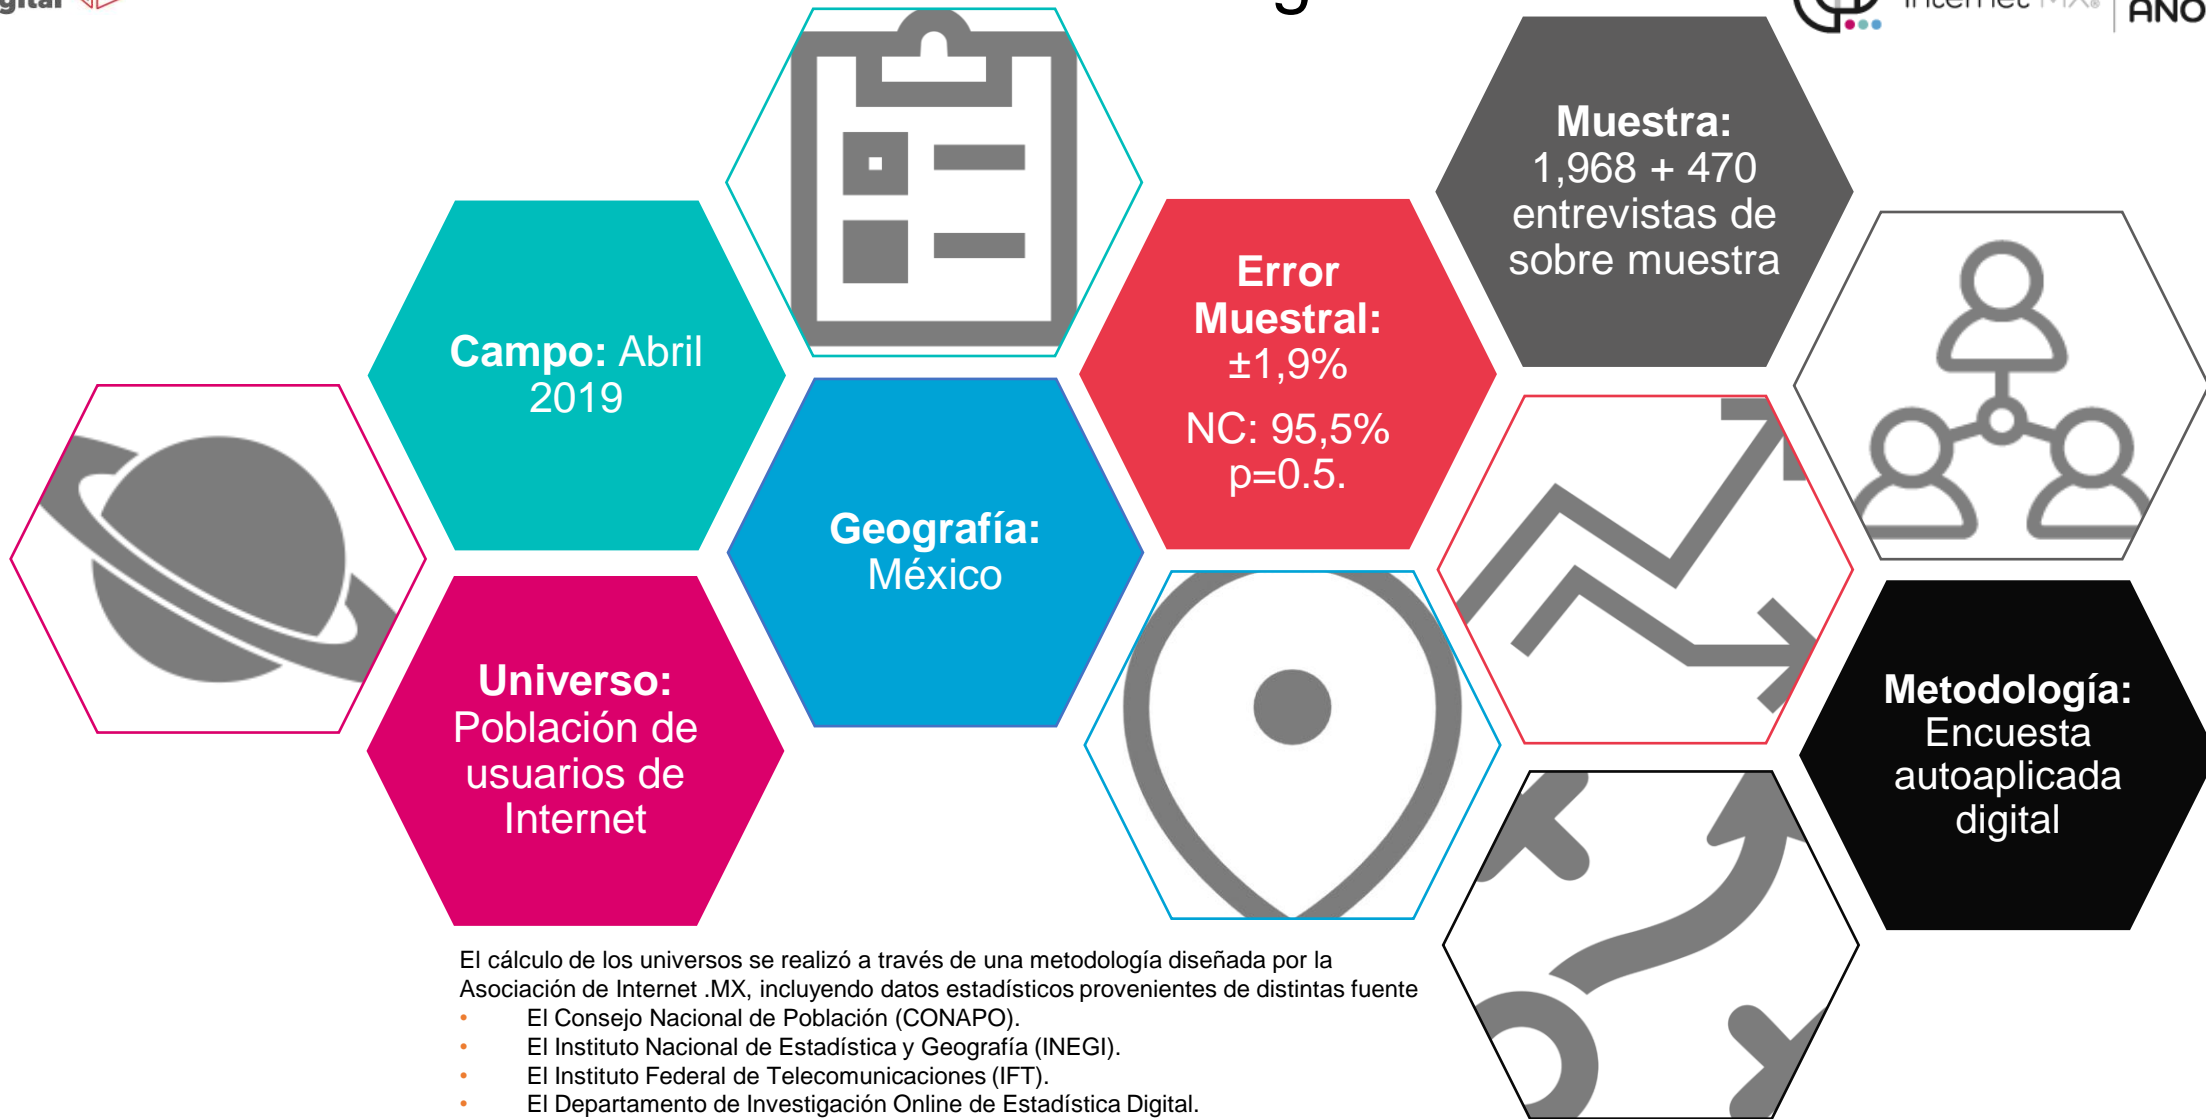 Internet MX®
Muestra:
1,968 + 470
entrevistas de
sobre muestra
Error
Muestral:
±1,9%
NC: 95,5%
p=0.5.
Campo: Abril
2019
Geografía:
México
Universo:
Población de
usuarios de
Internet
Metodología:
Encuesta
autoaplicada
digital
El cálculo de los universos se realizó a través de una metodología diseñada por la
Asociación de Internet .MX, incluyendo datos estadísticos provenientes de distintas fuente
• El Consejo Nacional de Población (CONAPO).
• El Instituto Nacional de Estadística y Geografía (INEGI).
• El Instituto Federal de Telecomunicaciones (IFT).
• El Departamento de Investigación Online de Estadística Digital.